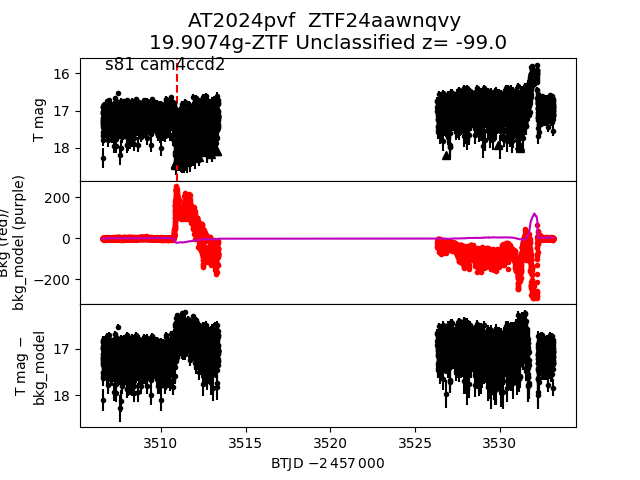 AT2024pvf  ZTF24aawnqvy
19.9074g-ZTF Unclassified z= -99.0
s81 cam4ccd2
T mag
16
17
18
Bkg (red)/
bkg_model (purple)
200
0
−200
T mag −
bkg_model
17
18
3510
3515
3520
3525
3530
BTJD −2 457 000